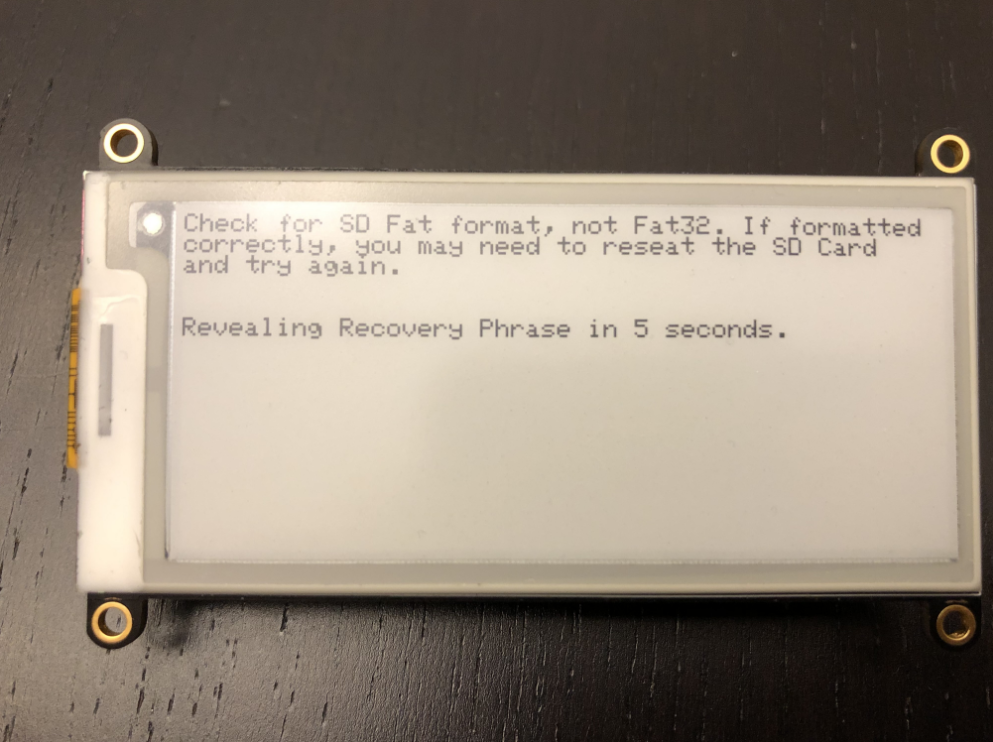 Check for SD Fat format, not Fat32. If formatted
correctly, you may need to reseat the SD Card
and try again.
Revealing Recovery Phrase in 5 seconds.